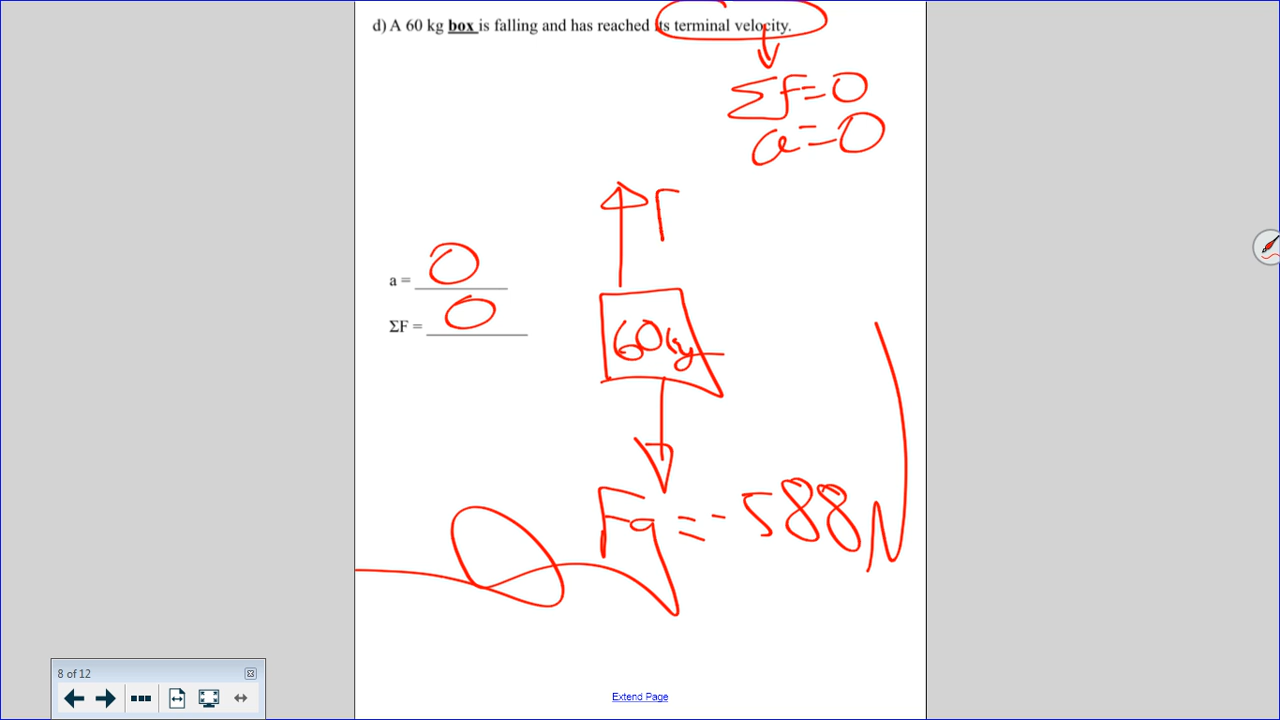 d) A 60 kg box is falling and has reached its terminal velocity.
ΣF=0
a=0
a = 0
ΣF = 0
60kg
Fg=-588N
8 of 12
Extend Page